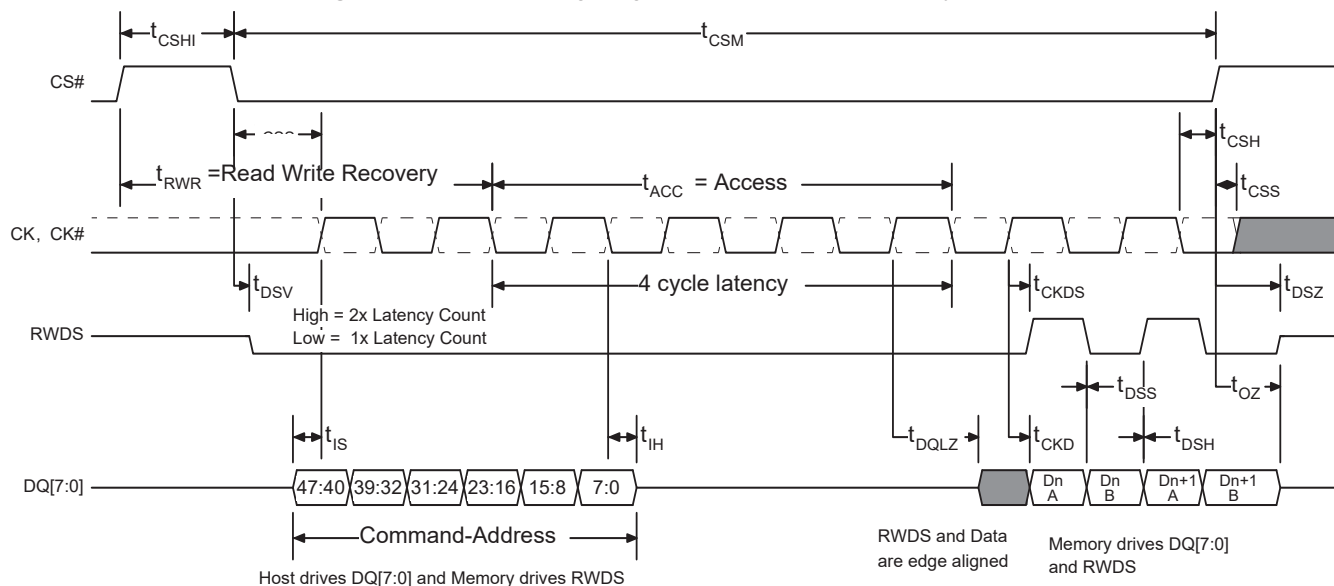 tCSHI
tCSM
CS#
tCSH
tRWR =Read Write Recovery
tACC = Access
tCSS
CK, CK#
tDSV
4 cycle latency
tCKDS
tDSZ
High = 2x Latency Count
Low = 1x Latency Count
RWDS
tDSS
tOZ
tIS
tIH
tDQLZ
tCKD
tDSH
DQ[7:0]
47:40 39:32 31:24 23:16 15:8 7:0
Dn A
Dn B
Dn+1 A
Dn+1 B
Command-Address
RWDS and Data
are edge aligned
Memory drives DQ[7:0]
and RWDS
Host drives DQ[7:0] and Memory drives RWDS